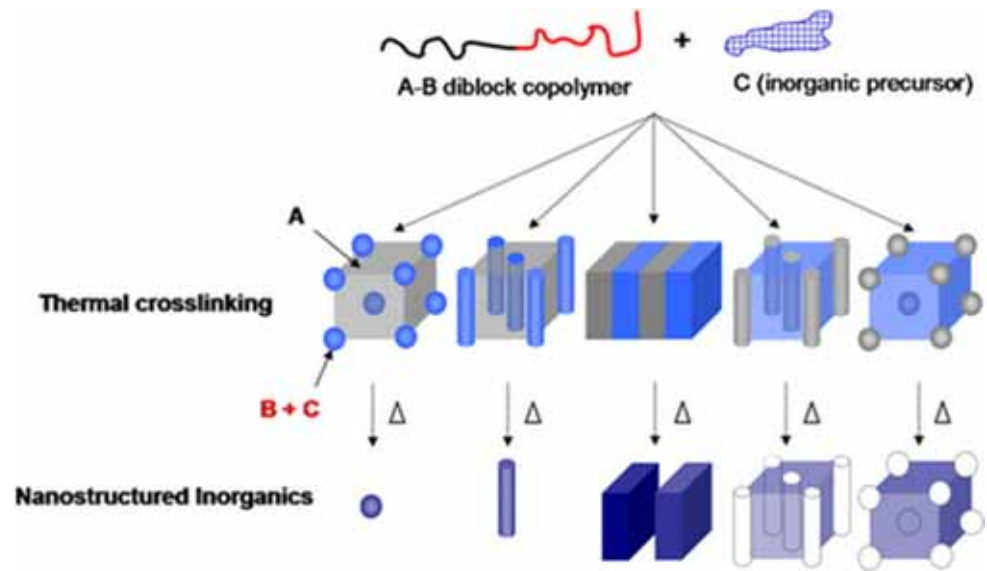 +
A-B diblock copolymer
C (inorganic precursor)
A
Thermal crosslinking
B + C
Δ Δ Δ Δ Δ
Nanostructured Inorganics